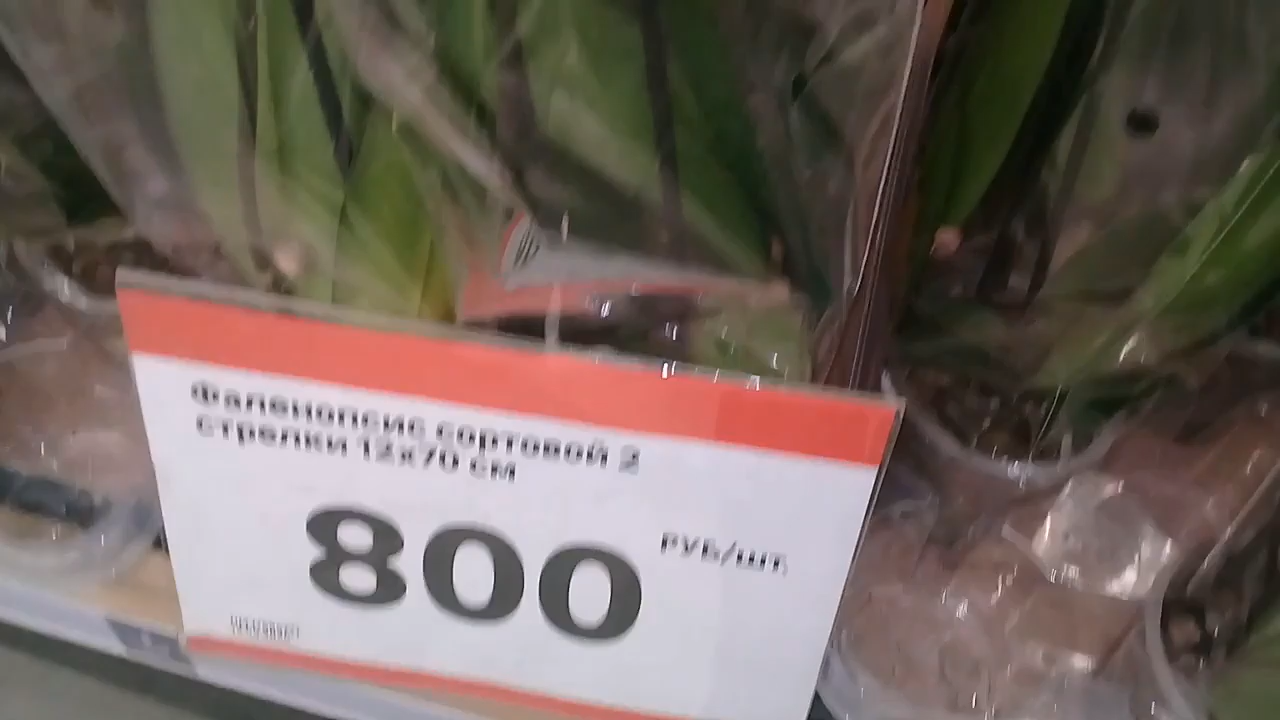 Фаленопсис сортовой 2
стрелки 12х70 см
800 РУБ/шт.